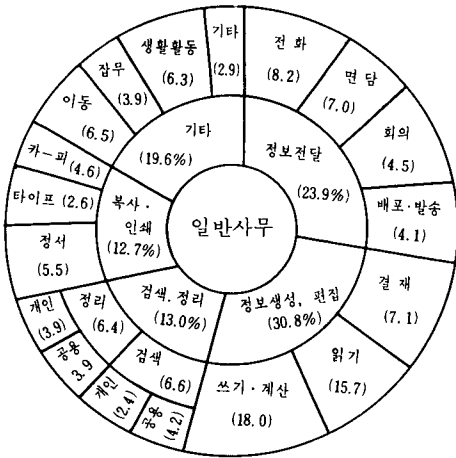 일반사무
정보전달
(23.9%)
전 화
(8.2)
면 담
(7.0)
회의
(4.5)
배포·발송
(4.1)
정보생성, 편집
(30.8%)
결 재
(7.1)
읽기
(15.7)
쓰기·계산
(18.0)
검색.정리
(13.0%)
검색
(6.6)
공용
(4.2)
개인
(2.4)
정리
(6.4)
공용
3.9
개인
(3.9)
복사·
인쇄
(12.7%)
정서
(5.5)
타이프 (2.6)
카-피 (4.6)
기타
(19.6%)
이동
(6.5)
잡무
(3.9)
생활활동
(6.3)
기타
(2.9)